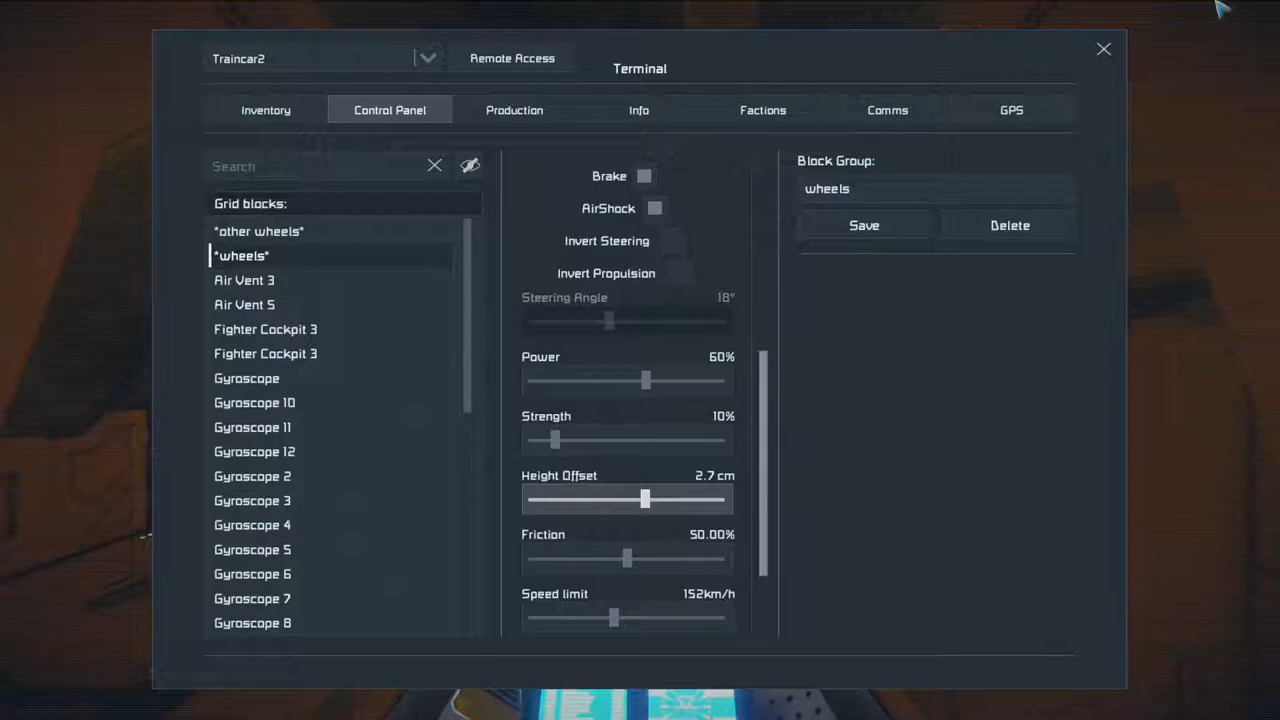 Traincar2
Remote Access
Terminal
Inventory
Control Panel
Production
Info
Factions
Comms
GPS
Search
Grid blocks:
*other wheels*
*wheels*
Air Vent 3
Air Vent 5
Fighter Cockpit 3
Fighter Cockpit 3
Gyroscope
Gyroscope 10
Gyroscope 11
Gyroscope 12
Gyroscope 2
Gyroscope 3
Gyroscope 4
Gyroscope 5
Gyroscope 6
Gyroscope 7
Gyroscope 8
Brake
AirShock
Invert Steering
Invert Propulsion
Steering Angle 18°
Power 60%
Strength 10%
Height Offset 2.7 cm
Friction 50.00%
Speed limit 152km/h
Block Group:
wheels
Save
Delete